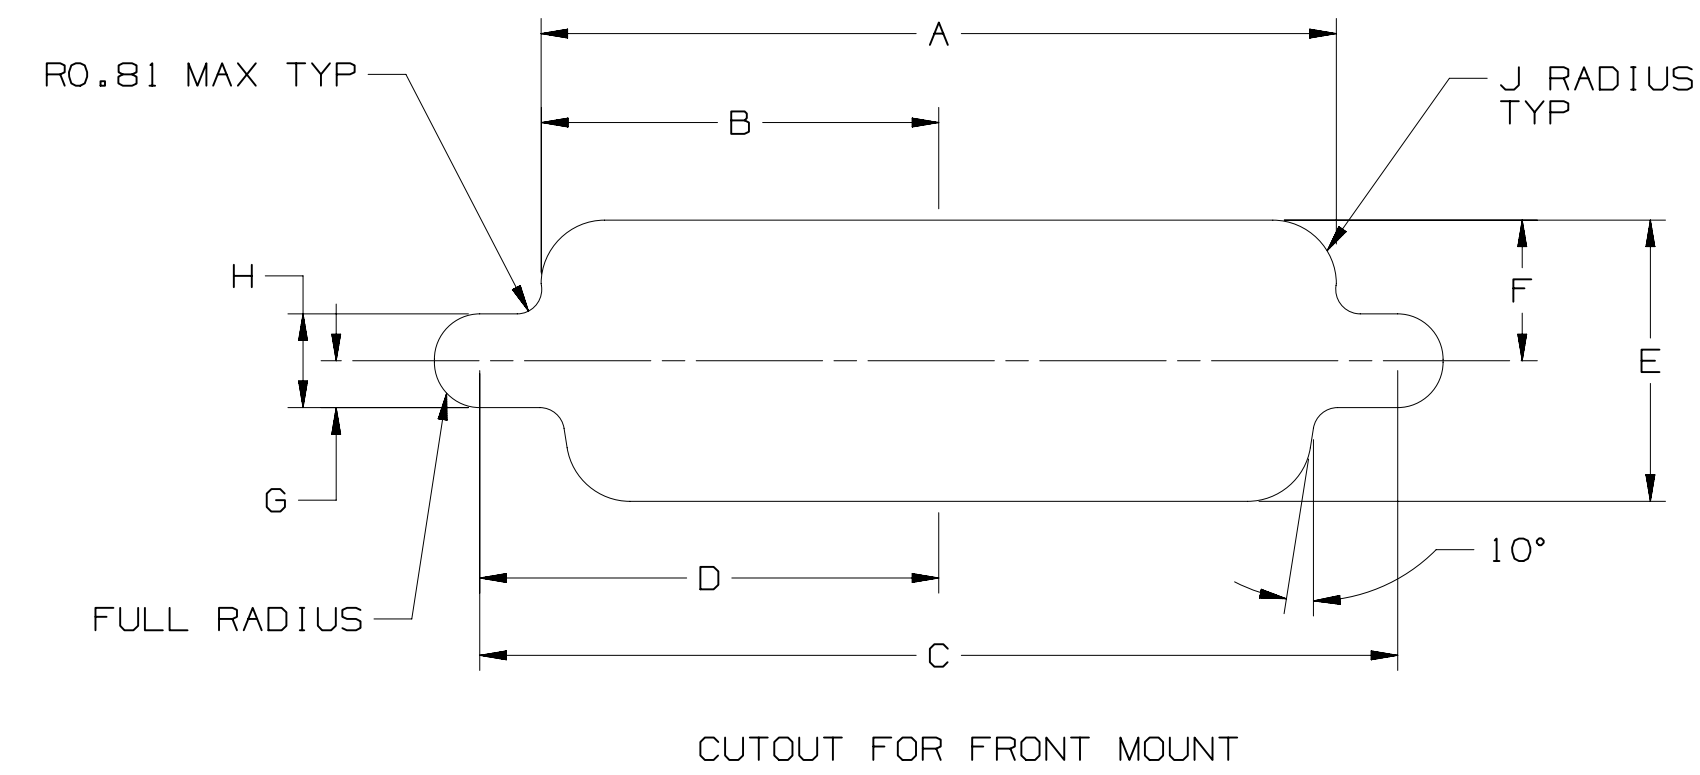 A
R0.81 MAX TYP
J RADIUS
TYP
B
H
F
E
G
10°
D
FULL RADIUS
C
CUTOUT FOR FRONT MOUNT